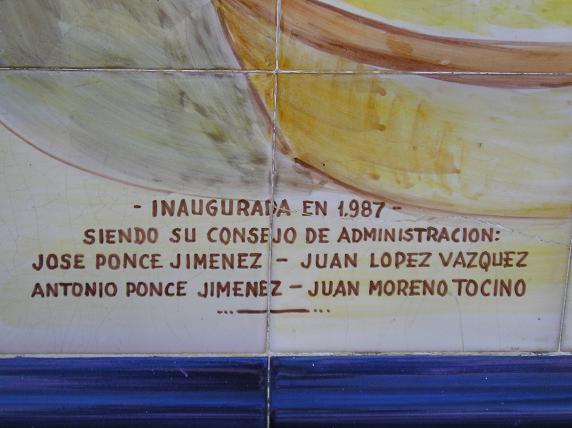 - INAUGURADA EN 1.987 -
SIENDO SU CONSEJO DE ADMINISTRACION:
JOSE PONCE JIMENEZ - JUAN LOPEZ VAZQUEZ
ANTONIO PONCE JIMENEZ - JUAN MORENO TOCINO